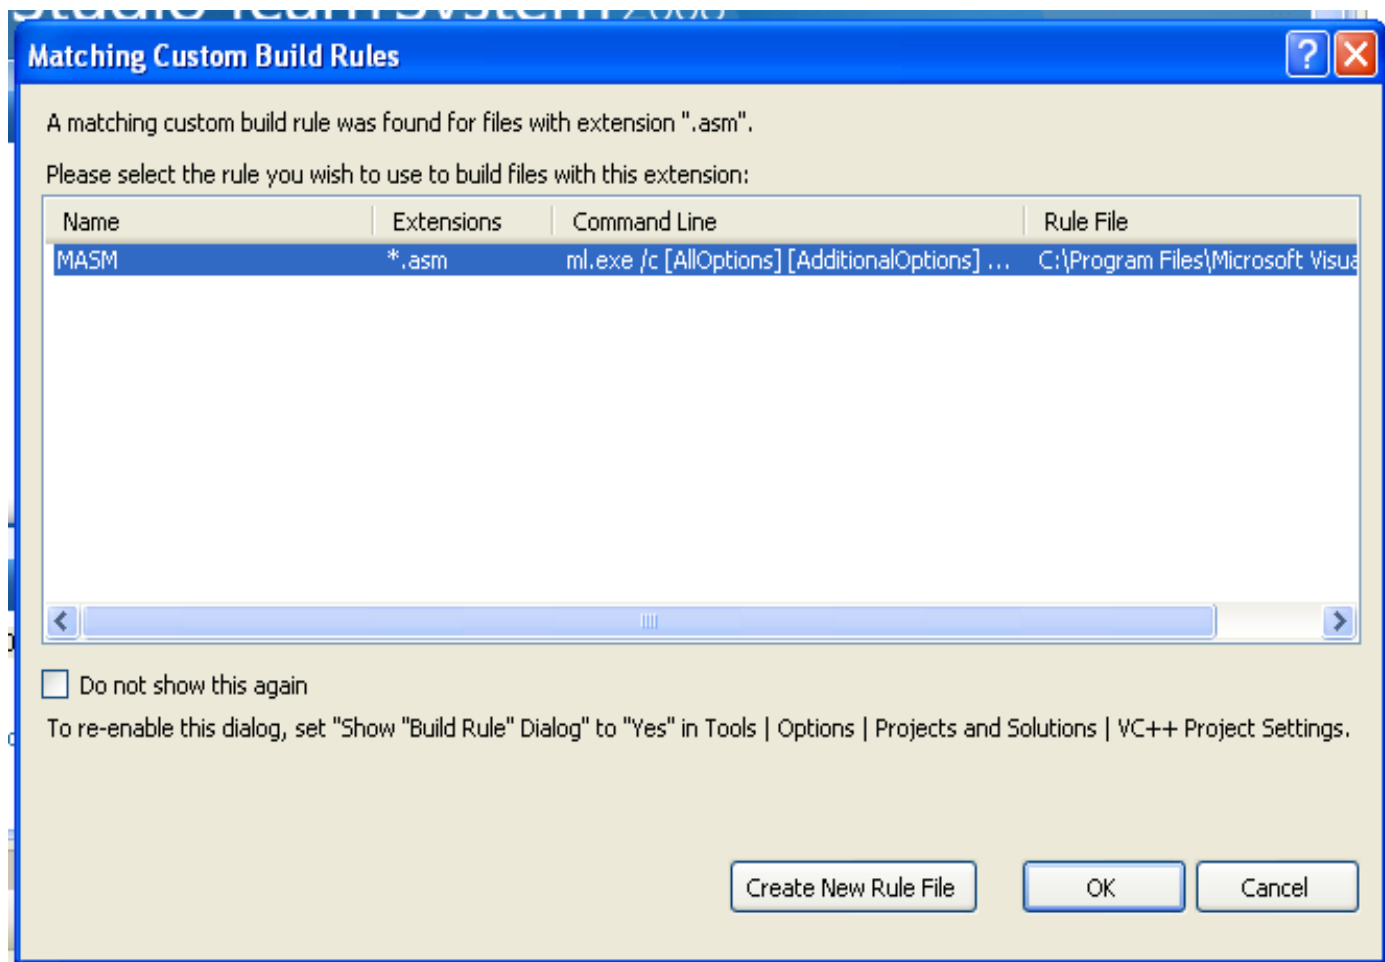 Studio Team System 2008
Matching Custom Build Rules
A matching custom build rule was found for files with extension ".asm".
Please select the rule you wish to use to build files with this extension:
Name Extensions Command Line Rule File
MASM *.asm ml.exe /c [AllOptions] [AdditionalOptions] ... C:\Program Files\Microsoft Visua
Do not show this again
To re-enable this dialog, set "Show "Build Rule" Dialog" to "Yes" in Tools | Options | Projects and Solutions | VC++ Project Settings.
Create New Rule File OK Cancel